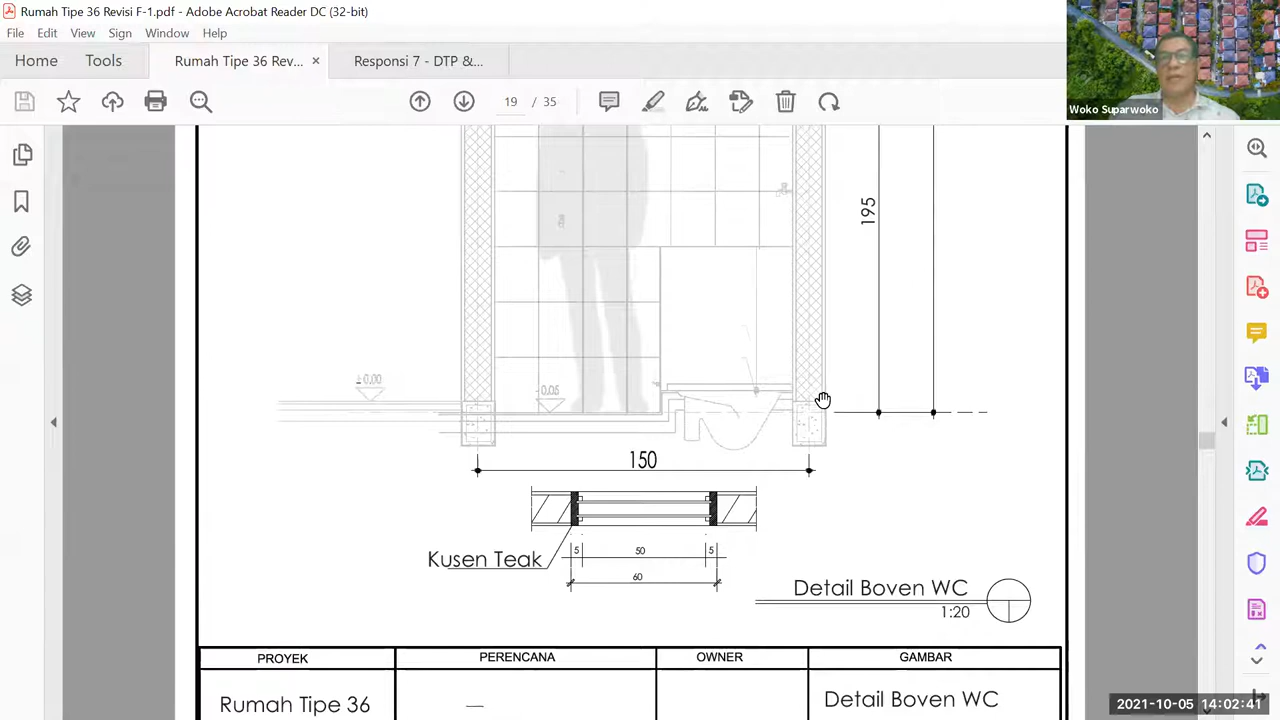 Rumah Tipe 36 Revisi F-1.pdf - Adobe Acrobat Reader DC (32-bit)
File Edit View Sign Window Help
Home Tools Rumah Tipe 36 Rev... × Responsi 7 - DTP &...
19 / 35
Woko Suparwoko
195
± 0.00
- 0.05
150
Kusen Teak
5 50 5
60
Detail Boven WC
1:20
PROYEK PERENCANA OWNER GAMBAR
Rumah Tipe 36 — Detail Boven WC
2021-10-05 14:02:41